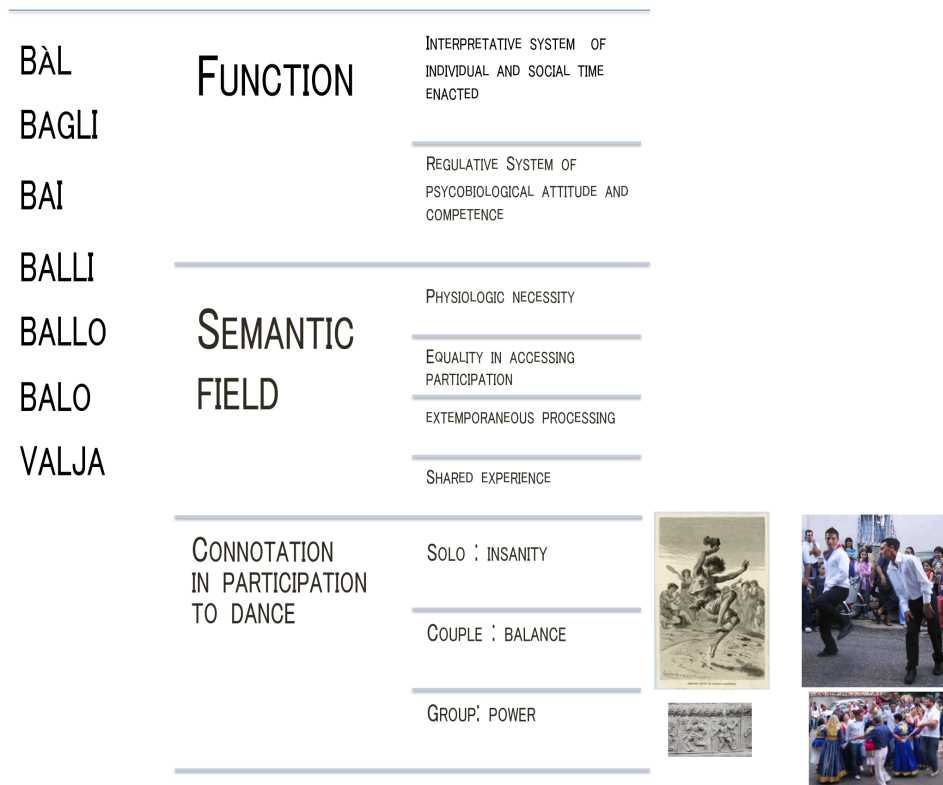 BÀL
BAGLI
BAI
BALLI
BALLO
BALO
VALJA
FUNCTION
INTERPRETATIVE SYSTEM OF
INDIVIDUAL AND SOCIAL TIME
ENACTED
REGULATIVE SYSTEM OF
PSYCOBIOLOGICAL ATTITUDE AND
COMPETENCE
SEMANTIC
FIELD
PHYSIOLOGIC NECESSITY
EQUALITY IN ACCESSING
PARTICIPATION
EXTEMPORANEOUS PROCESSING
SHARED EXPERIENCE
CONNOTATION
IN PARTICIPATION
TO DANCE
SOLO : INSANITY
COUPLE : BALANCE
GROUP: POWER